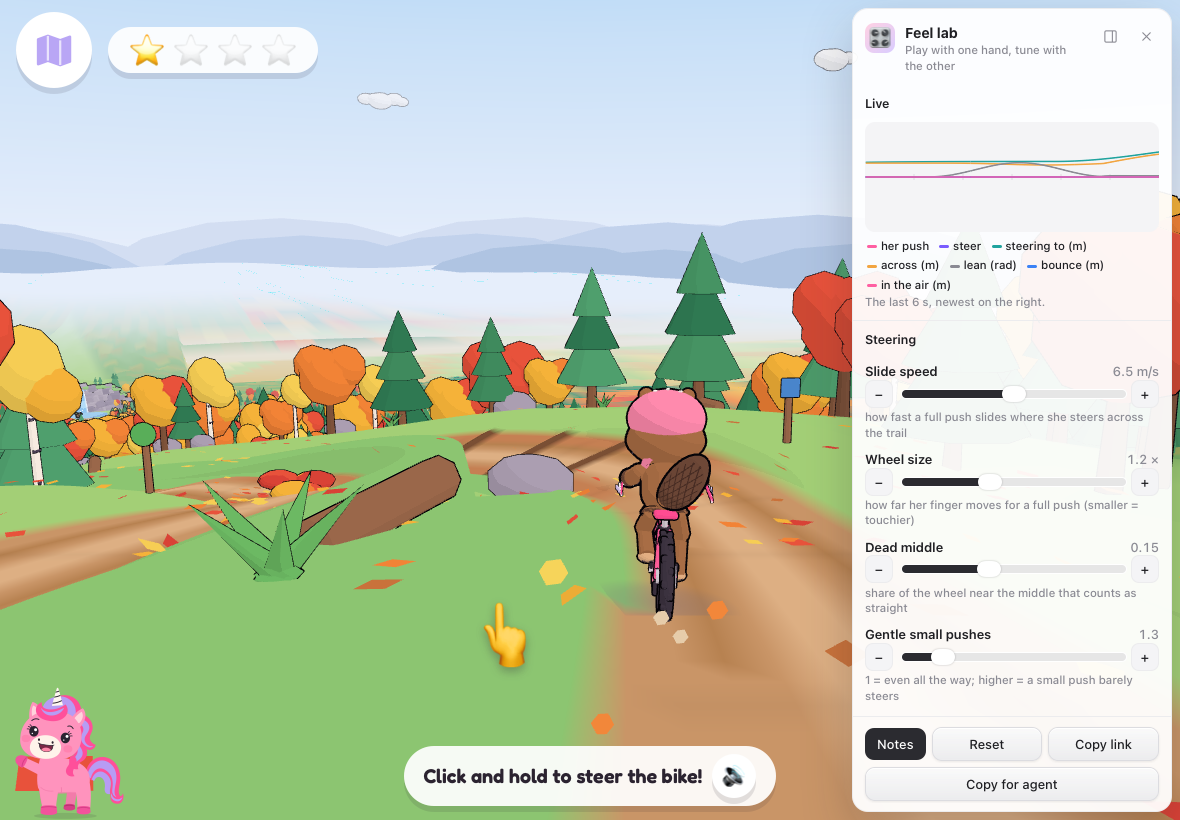 Feel lab
Play with one hand, tune with
the other
Live
her push steer steering to (m)
across (m) lean (rad) bounce (m)
in the air (m)
The last 6 s, newest on the right.
Steering
Slide speed 6.5 m/s
− +
how fast a full push slides where she steers across
the trail
Wheel size 1.2 ×
− +
how far her finger moves for a full push (smaller =
touchier)
Dead middle 0.15
− +
share of the wheel near the middle that counts as
straight
Gentle small pushes 1.3
− +
1 = even all the way; higher = a small push barely
steers
Notes Reset Copy link
Copy for agent
Click and hold to steer the bike!